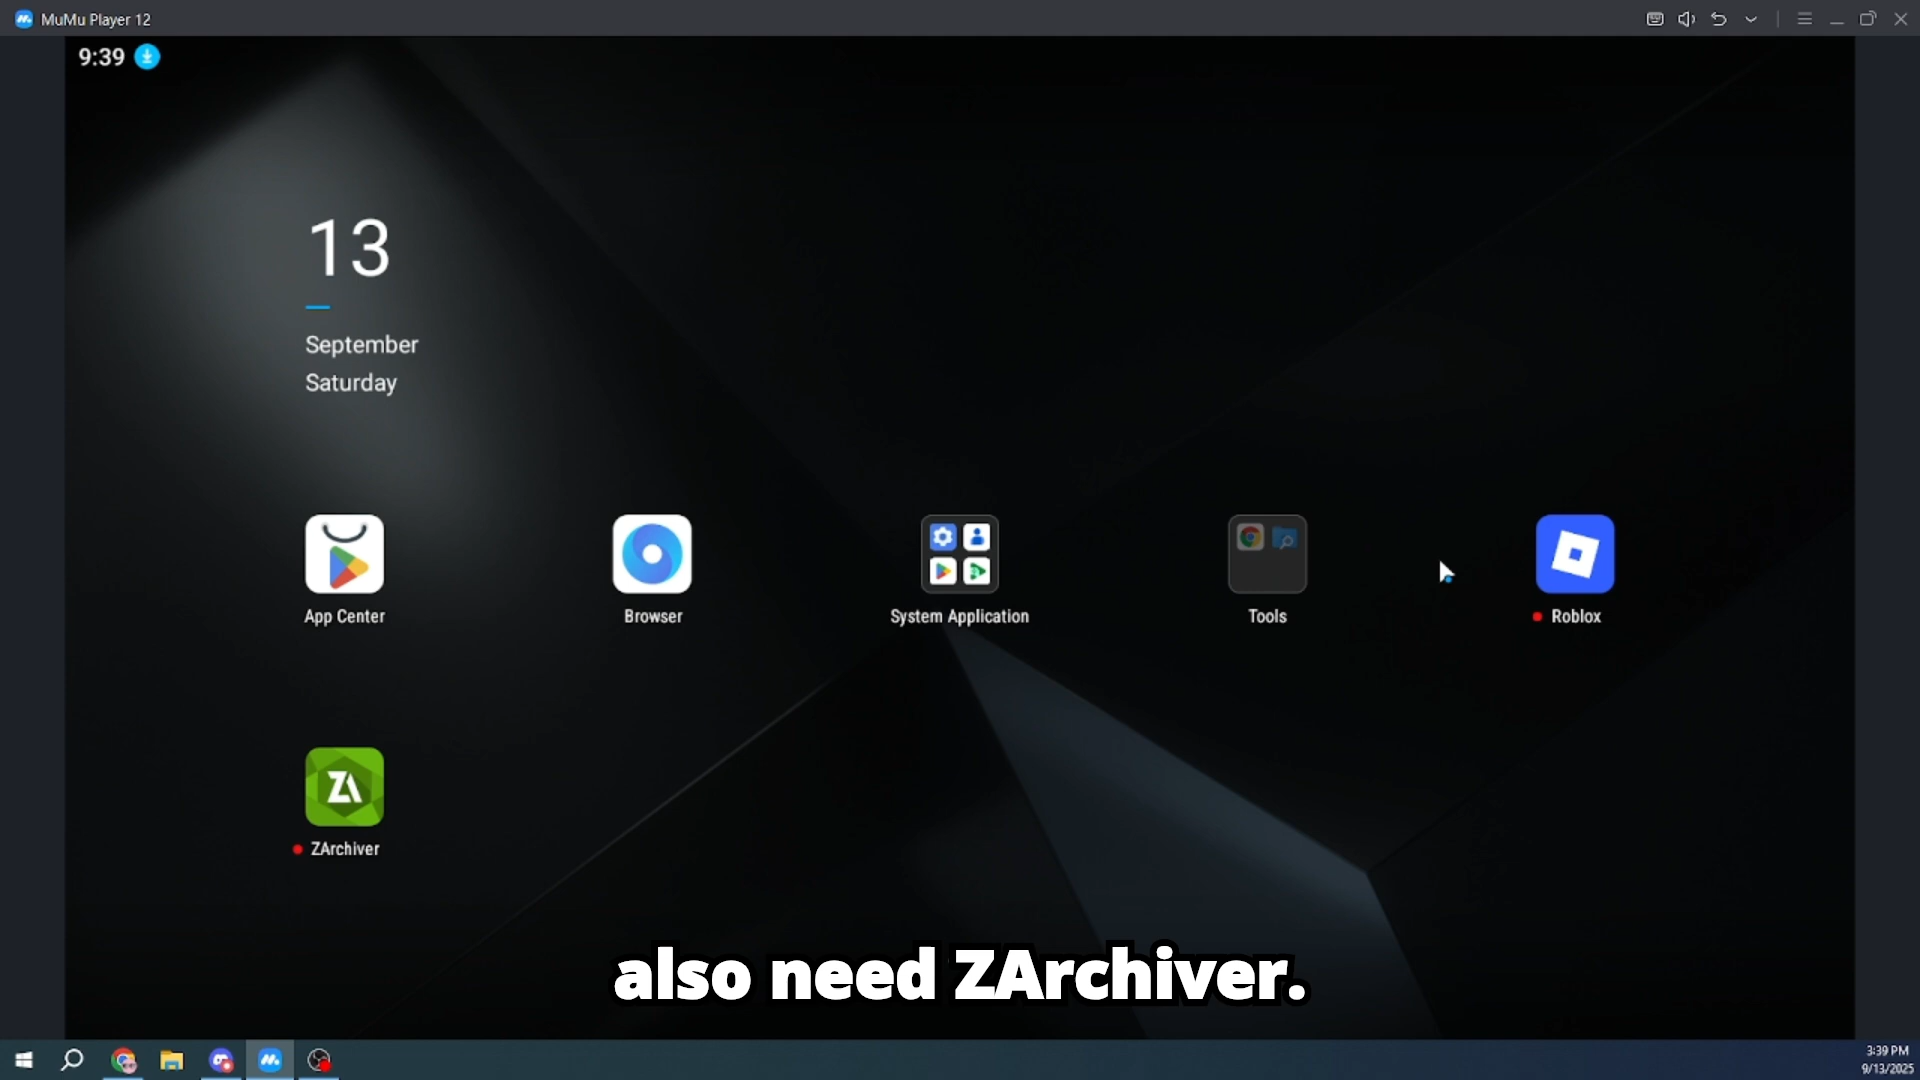 MuMu Player 12
9:39
13
September
Saturday
App Center
Browser
System Application
Tools
Roblox
ZA
ZArchiver
also need ZArchiver.
3:39 PM
9/13/2025